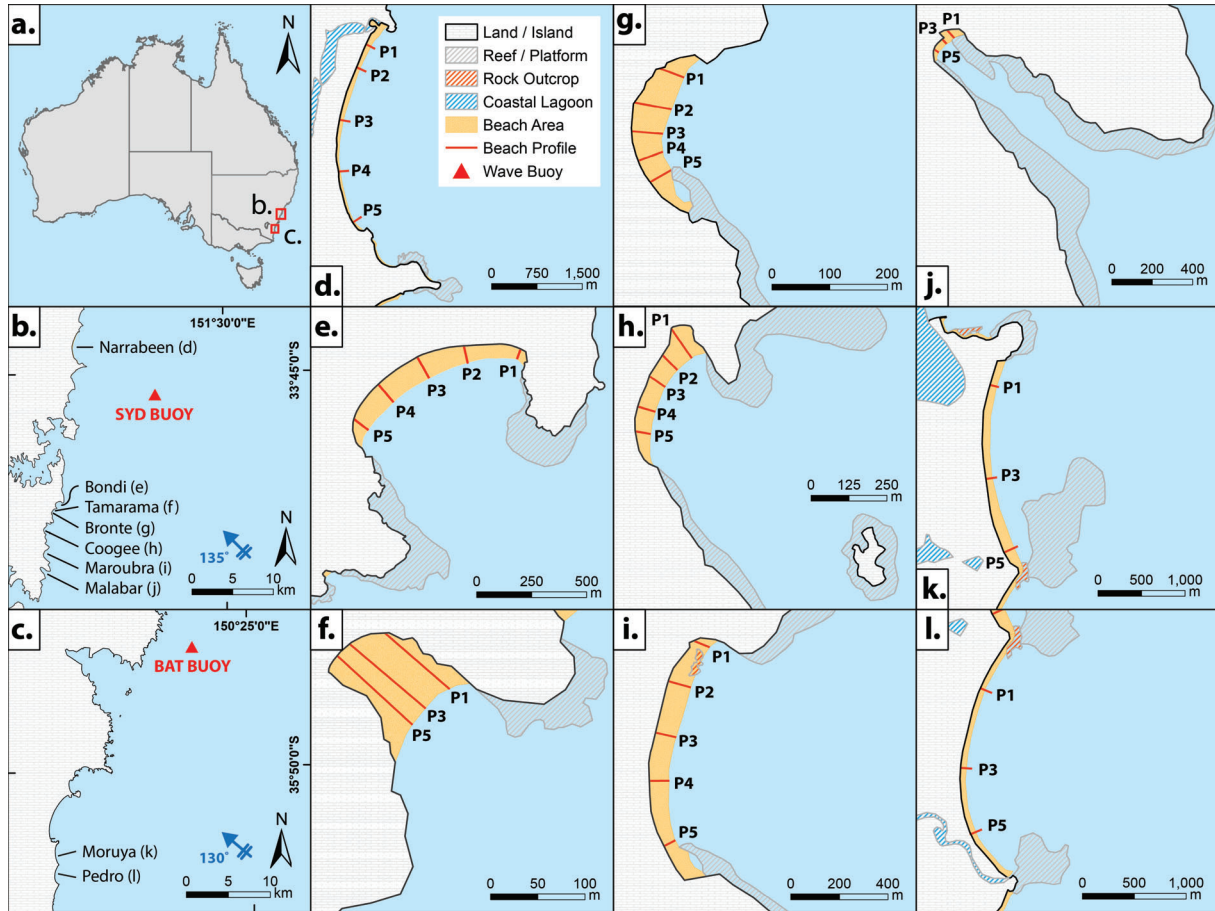 a.
N
b.
c.
d.
P1
P2
P3
P4
P5
Land / Island
Reef / Platform
Rock Outcrop
Coastal Lagoon
Beach Area
Beach Profile
Wave Buoy
0 750 1,500
m
g.
P1
P2
P3
P4
P5
0 100 200
m
j.
P1
P3
P5
0 200 400
m
b.
151°30'0"E
33°45'0"S
Narrabeen (d)
SYD BUOY
Bondi (e)
Tamarama (f)
Bronte (g)
Coogee (h)
Maroubra (i)
Malabar (j)
135°
N
0 5 10
km
e.
P1
P2
P3
P4
P5
0 250 500
m
h.
P1
P2
P3
P4
P5
0 125 250
m
k.
P1
P3
P5
0 500 1,000
m
c.
150°25'0"E
BAT BUOY
35°50'0"S
Moruya (k)
Pedro (l)
130°
N
0 5 10
km
f.
P1
P3
P5
0 50 100
m
i.
P1
P2
P3
P4
P5
0 200 400
m
l.
P1
P3
P5
0 500 1,000
m